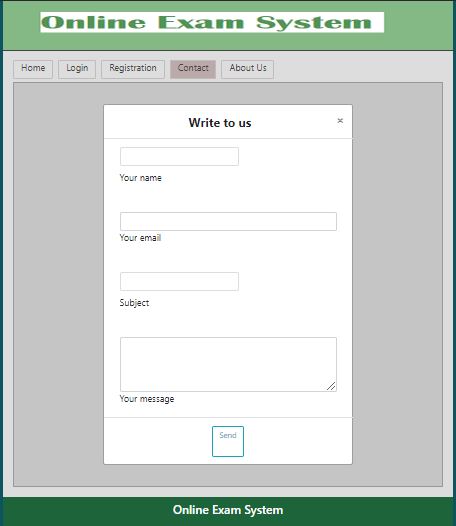 Online Exam System
Home Login Registration Contact About Us
Write to us ×
Your name
Your email
Subject
Your message
Send
Online Exam System